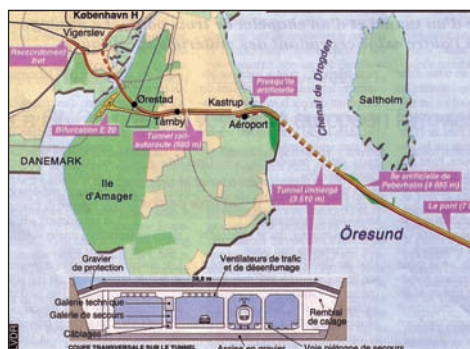 København H
Vigerslev
Raccordement
fret
Ørestad
Tårnby
Kastrup
Aéroport
Presqu'île
artificielle
Chenal de Drogden
Saltholm
Bifurcation E 20
Tunnel rail-
autoroute (680 m)
DANEMARK
Ile
d'Amager
Tunnel immergé
(3 510 m)
Ile artificielle de
Peberholm (4 055 m)
Le pont (7
Öresund
Gravier
de protection
Ventilateurs de trafic
et de désenfumage
Galerie technique
Galerie de secours
Câblages
Remblai
de calage
COUPE TRANSVERSALE SUR LE TUNNEL
Assise en gravier
Voie piétonne de secours
LVDR